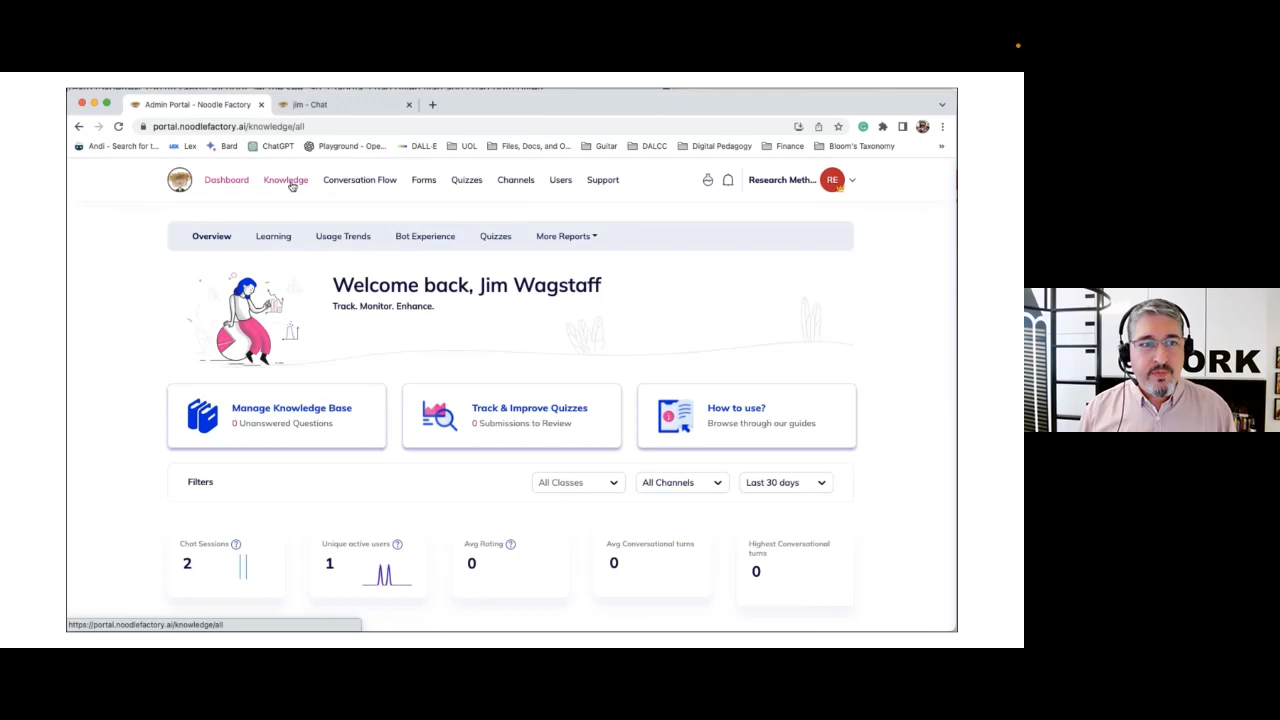 Admin Portal - Noodle Factory
jim - Chat
portal.noodlefactory.ai/knowledge/all
Andi - Search for t...
LEX Lex
Bard
ChatGPT
Playground - Ope...
DALL-E
UOL
Files, Docs, and O...
Guitar
DALCC
Digital Pedagogy
Finance
Bloom's Taxonomy
»
Dashboard
Knowledge
Conversation Flow
Forms
Quizzes
Channels
Users
Support
Research Meth...
RE
Overview
Learning
Usage Trends
Bot Experience
Quizzes
More Reports
Welcome back, Jim Wagstaff
Track. Monitor. Enhance.
Manage Knowledge Base
0 Unanswered Questions
Track & Improve Quizzes
0 Submissions to Review
How to use?
Browse through our guides
Filters
All Classes
All Channels
Last 30 days
Chat Sessions ?
2
Unique active users ?
1
Avg Rating ?
0
Avg Conversational turns
0
Highest Conversational
turns
0
https://portal.noodlefactory.ai/knowledge/all
ORK